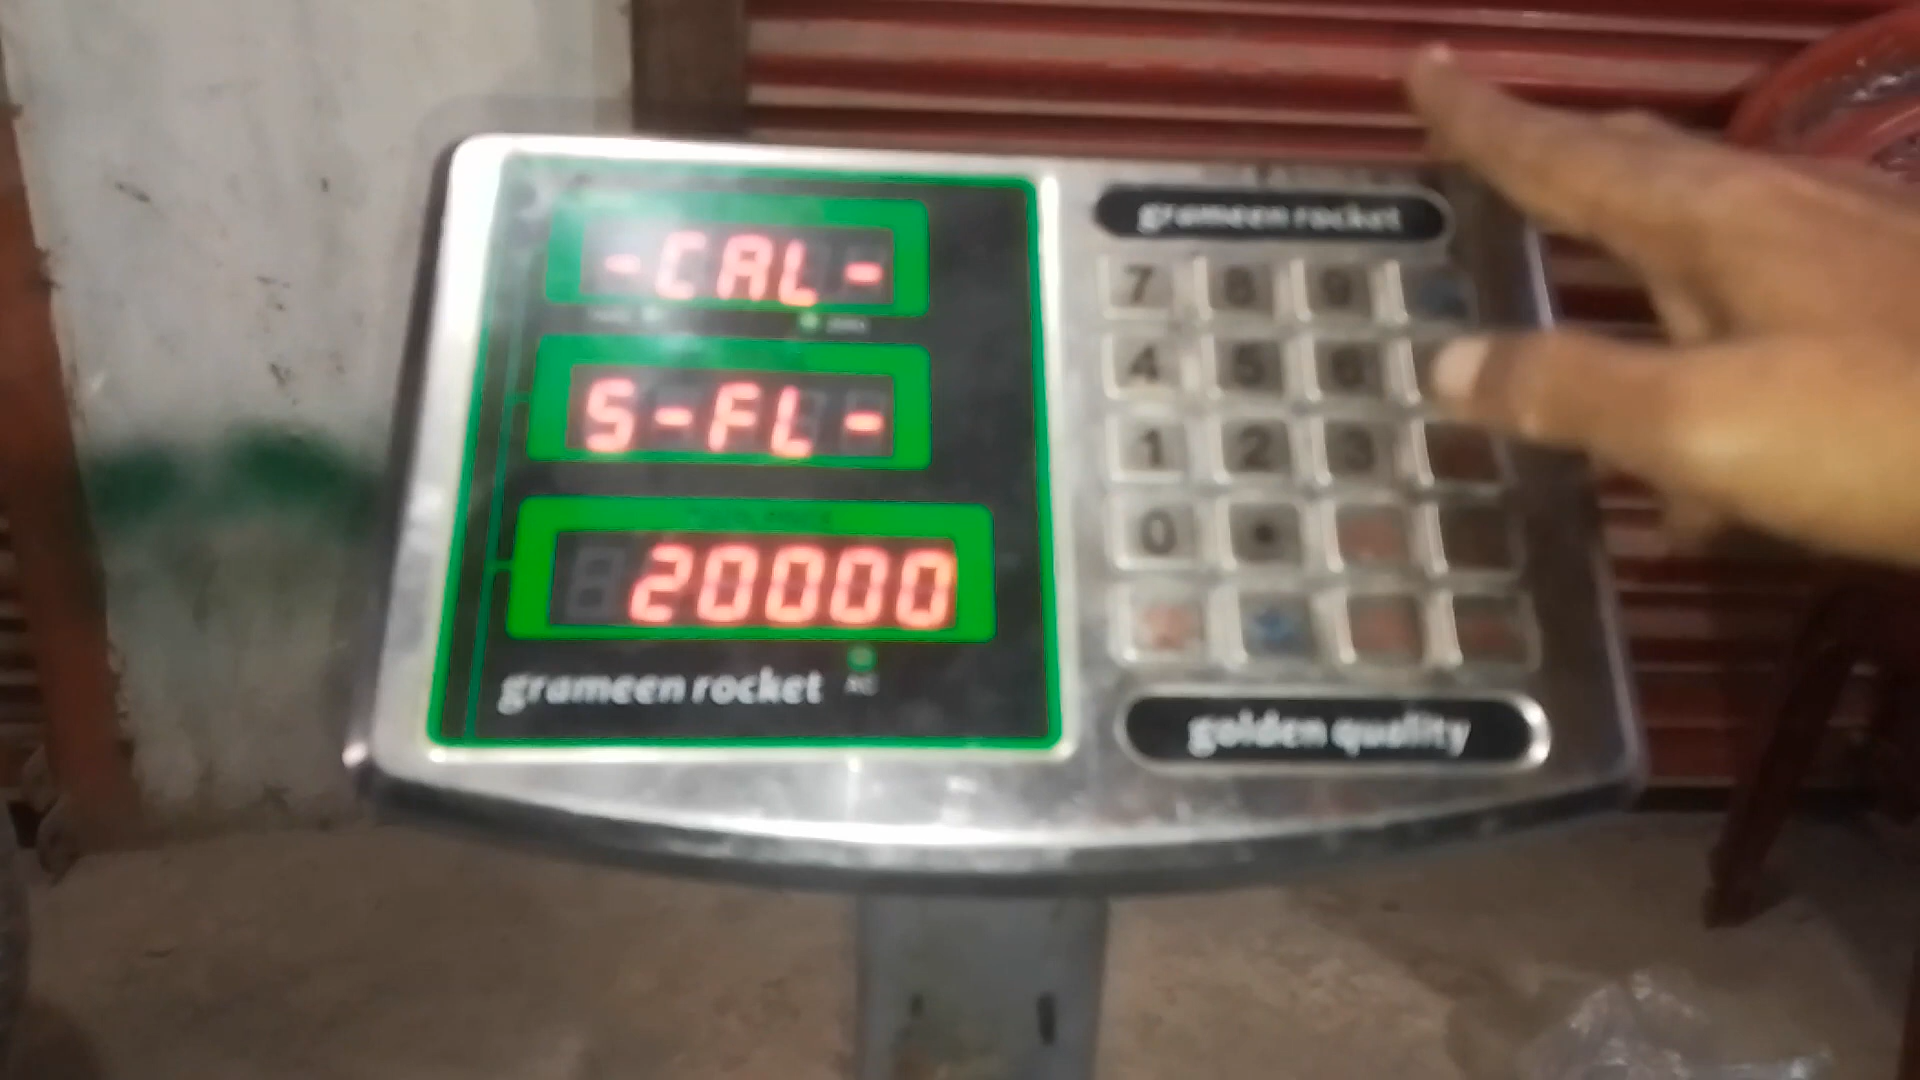 -CAL-
S-FL-
20000
grameen rocket
AC
grameen rocket
7 8 9
4 5 6
1 2 3
0 .
golden quality